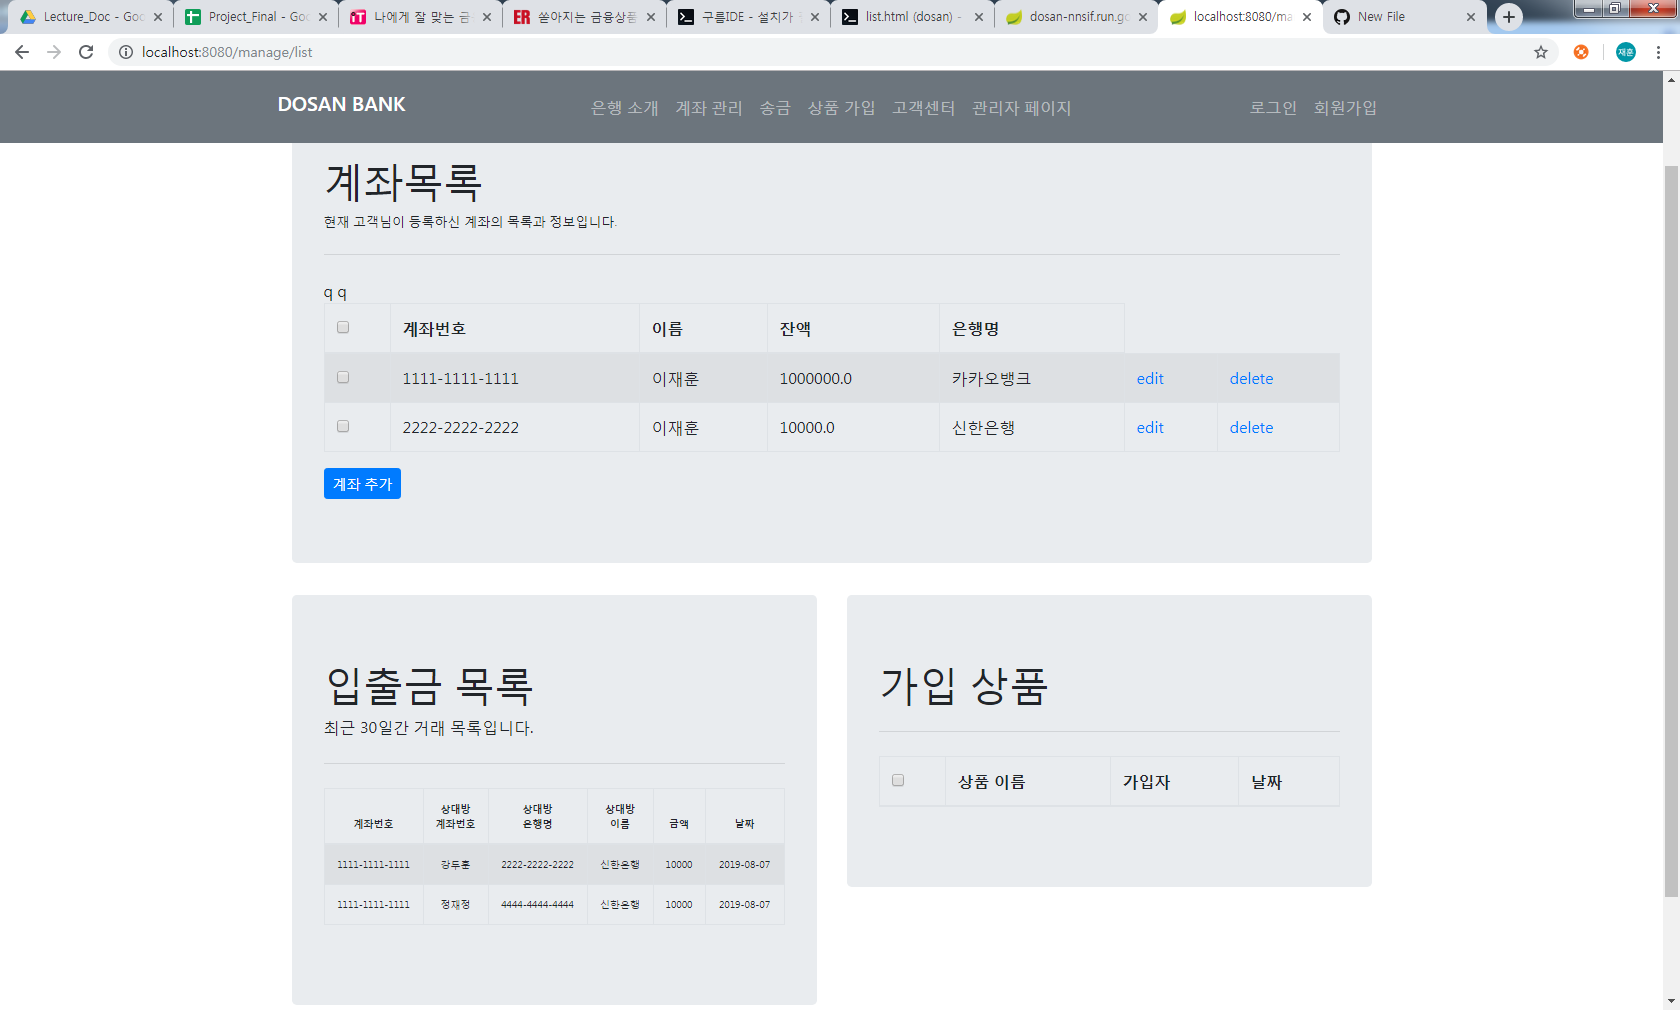 Lecture_Doc - Goo
Project_Final - Goo
나에게 잘 맞는 금
ER 쏟아지는 금융상품
구름IDE - 설치가
list.html (dosan) -
dosan-nnsif.run.go
localhost:8080/ma
New File
localhost:8080/manage/list
재훈
DOSAN BANK
은행 소개 계좌 관리 송금 상품 가입 고객센터 관리자 페이지
로그인 회원가입
계좌목록
현재 고객님이 등록하신 계좌의 목록과 정보입니다.
q q
계좌번호 이름 잔액 은행명
1111-1111-1111 이재훈 1000000.0 카카오뱅크 edit delete
2222-2222-2222 이재훈 10000.0 신한은행 edit delete
계좌 추가
입출금 목록
최근 30일간 거래 목록입니다.
계좌번호 상대방 계좌번호 상대방 은행명 상대방 이름 금액 날짜
1111-1111-1111 강두훈 2222-2222-2222 신한은행 10000 2019-08-07
1111-1111-1111 정재정 4444-4444-4444 신한은행 10000 2019-08-07
가입 상품
상품 이름 가입자 날짜